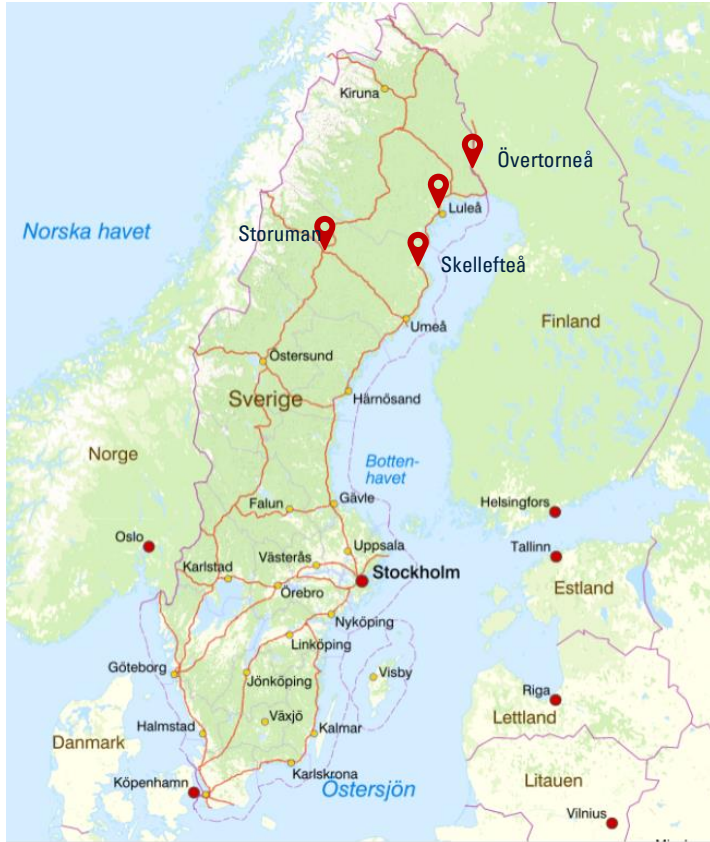 Kiruna
Övertorneå
Luleå
Norska havet
Storuman
Skellefteå
Umeå
Finland
Östersund
Härnösand
Sverige
Norge
Botten-
havet
Falun
Gävle
Helsingfors
Oslo
Uppsala
Tallinn
Västerås
Karlstad
Stockholm
Örebro
Estland
Nyköping
Linköping
Göteborg
Jönköping
Visby
Riga
Lettland
Växjö
Halmstad
Kalmar
Danmark
Karlskrona
Köpenhamn
Östersjön
Litauen
Vilnius